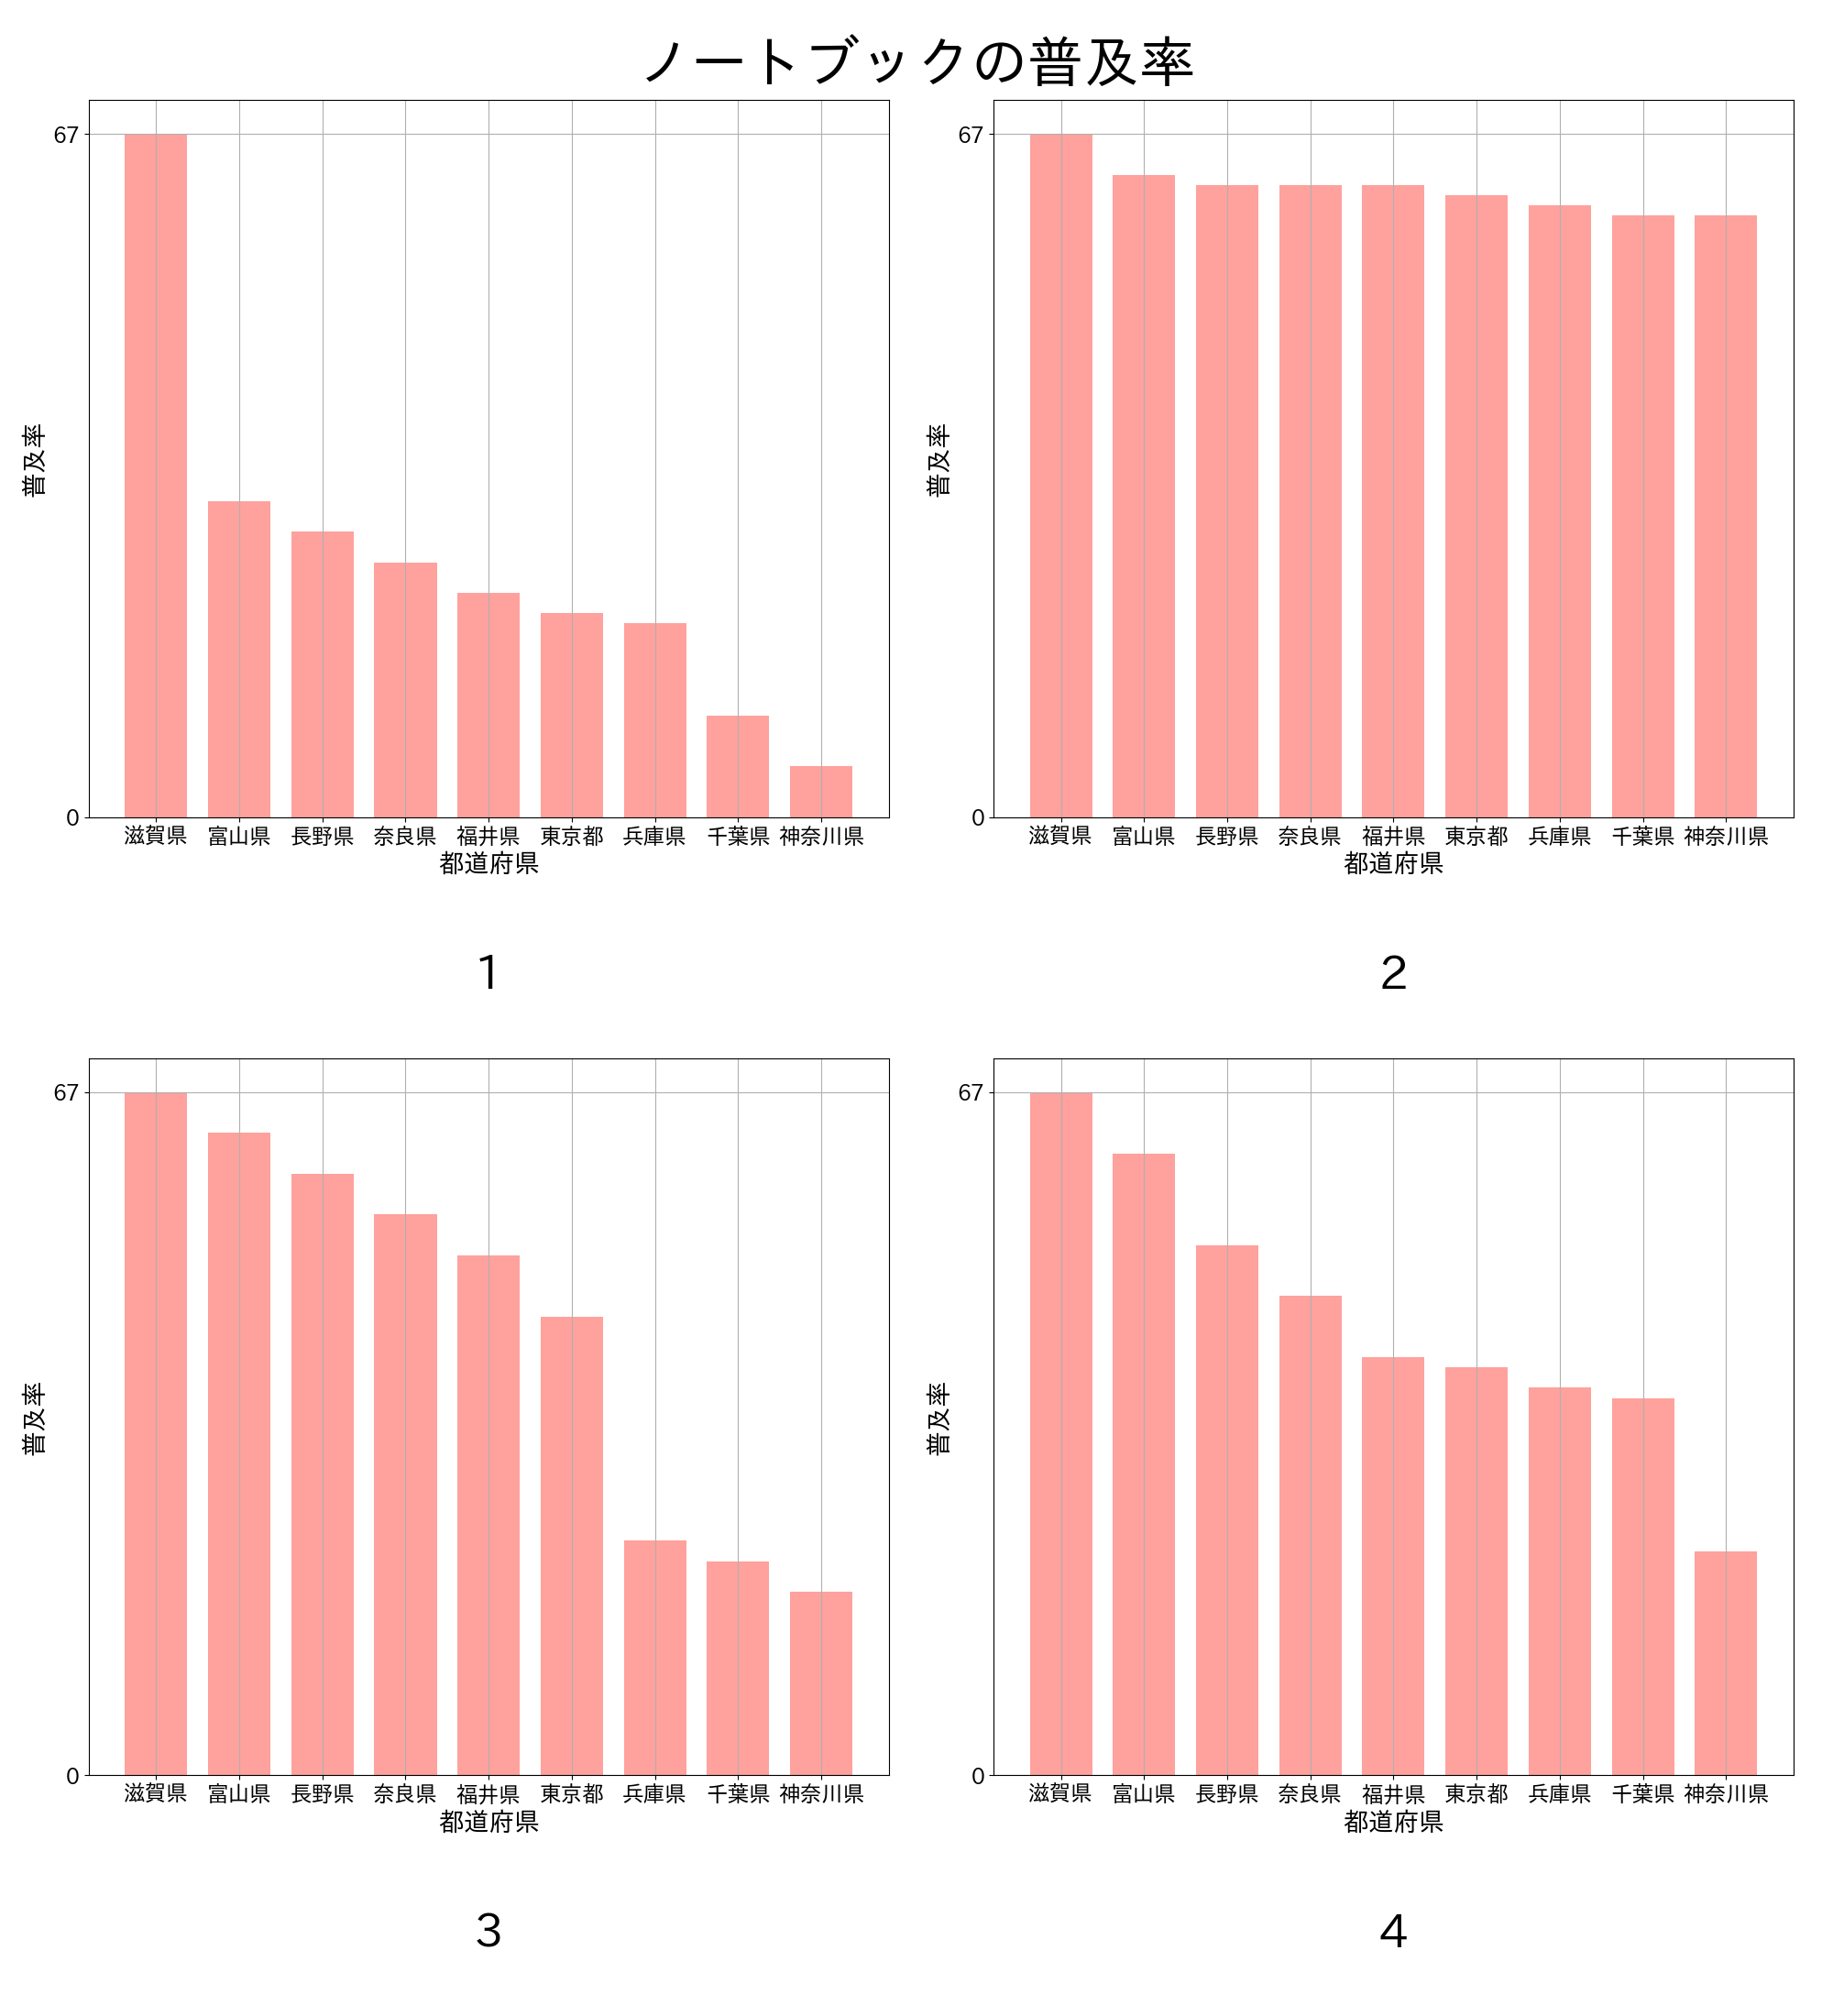 ノートブックの普及率
67
0
普及率
滋賀県 富山県 長野県 奈良県 福井県 東京都 兵庫県 千葉県 神奈川県
都道府県
1
67
0
普及率
滋賀県 富山県 長野県 奈良県 福井県 東京都 兵庫県 千葉県 神奈川県
都道府県
2
67
0
普及率
滋賀県 富山県 長野県 奈良県 福井県 東京都 兵庫県 千葉県 神奈川県
都道府県
3
67
0
普及率
滋賀県 富山県 長野県 奈良県 福井県 東京都 兵庫県 千葉県 神奈川県
都道府県
4